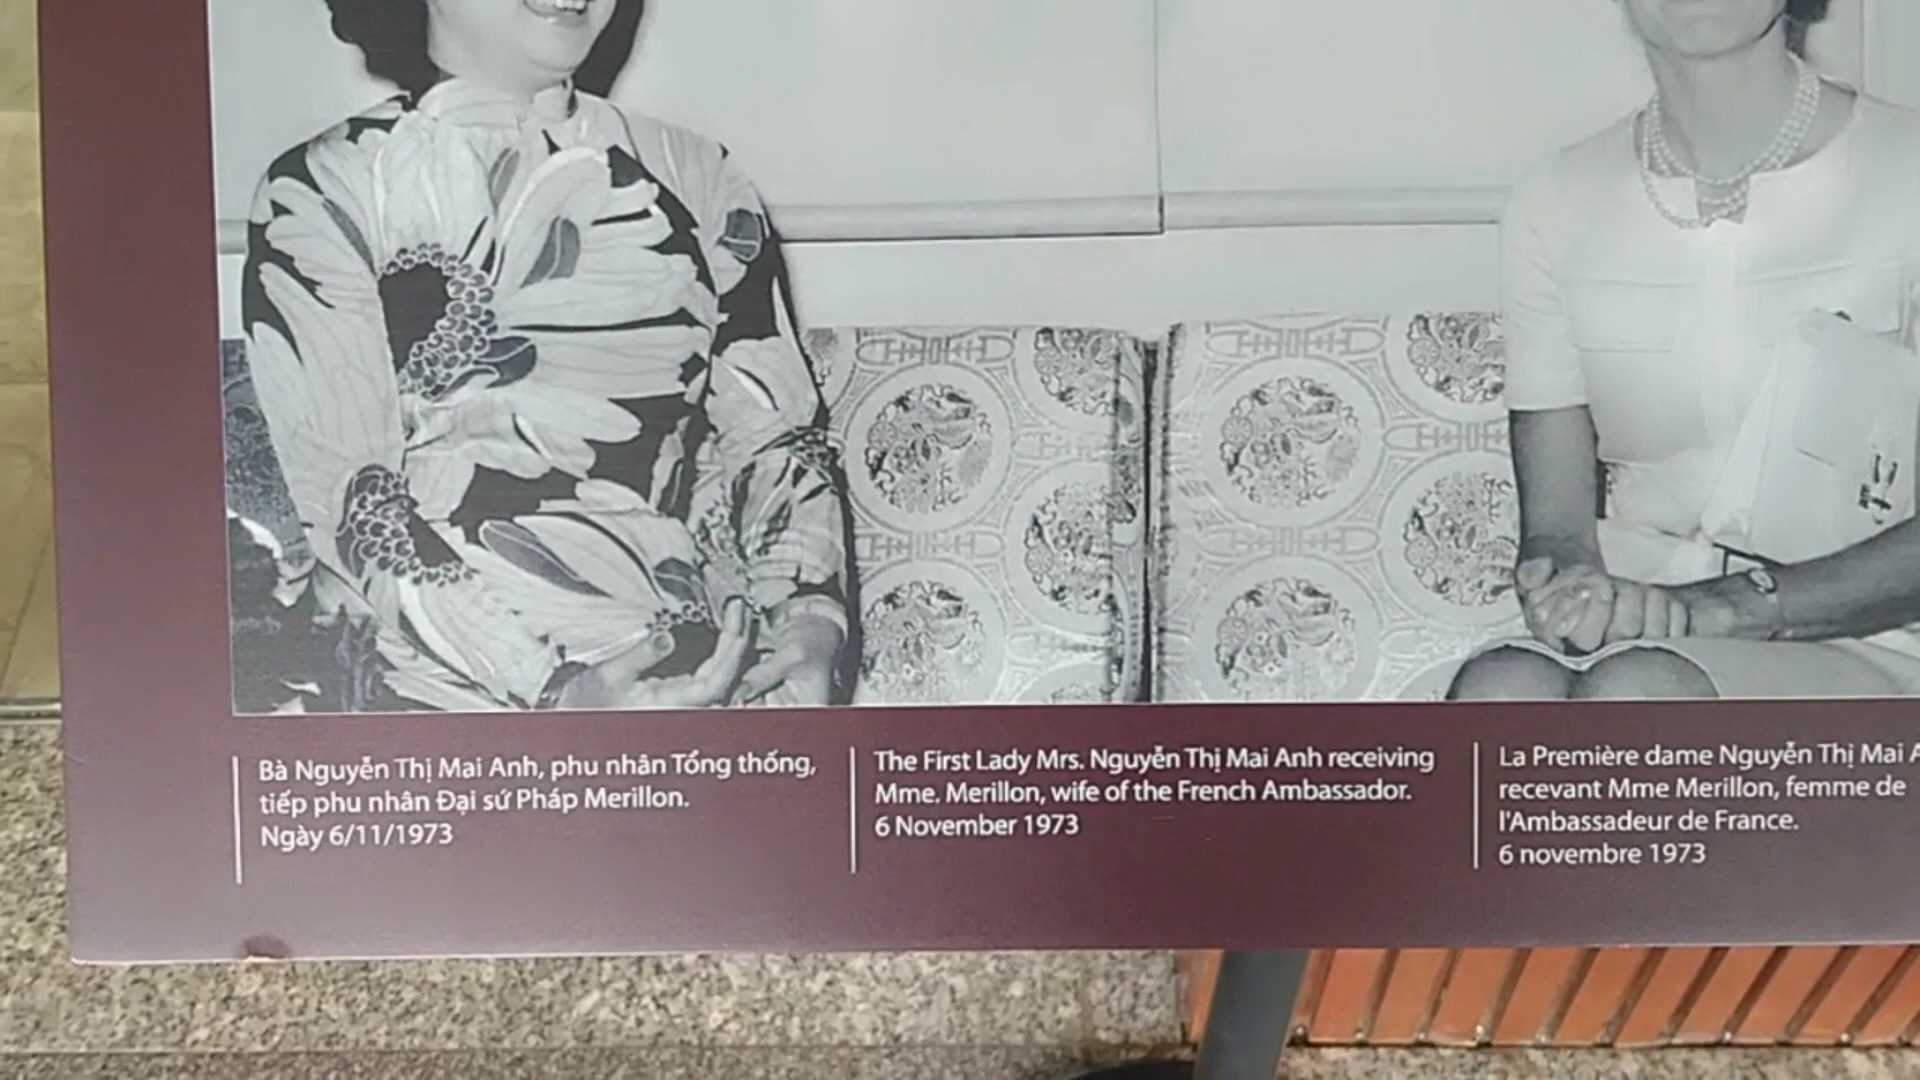 Bà Nguyễn Thị Mai Anh, phu nhân Tổng thống,
tiếp phu nhân Đại sứ Pháp Merillon.
Ngày 6/11/1973
The First Lady Mrs. Nguyễn Thị Mai Anh receiving
Mme. Merillon, wife of the French Ambassador.
6 November 1973
La Première dame Nguyễn Thị Mai
recevant Mme Merillon, femme de
l'Ambassadeur de France.
6 novembre 1973